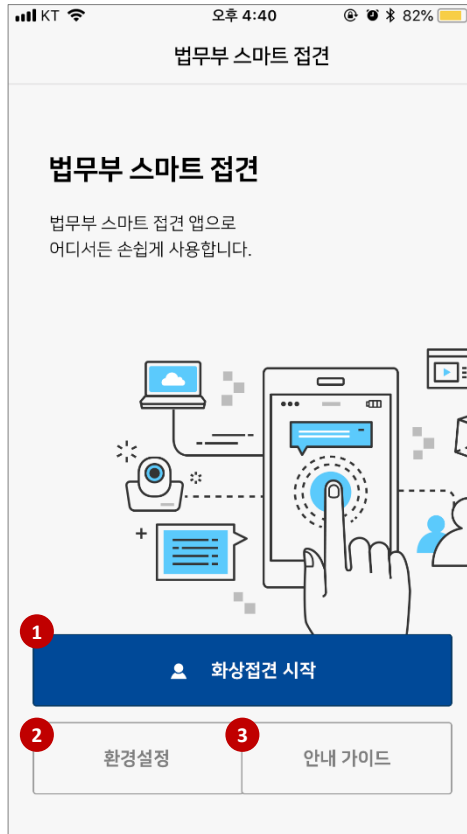 KT 오후 4:40 82%
법무부 스마트 접견
법무부 스마트 접견
법무부 스마트 접견 앱으로
어디서든 손쉽게 사용합니다.
1
화상접견 시작
2 3
환경설정 안내 가이드